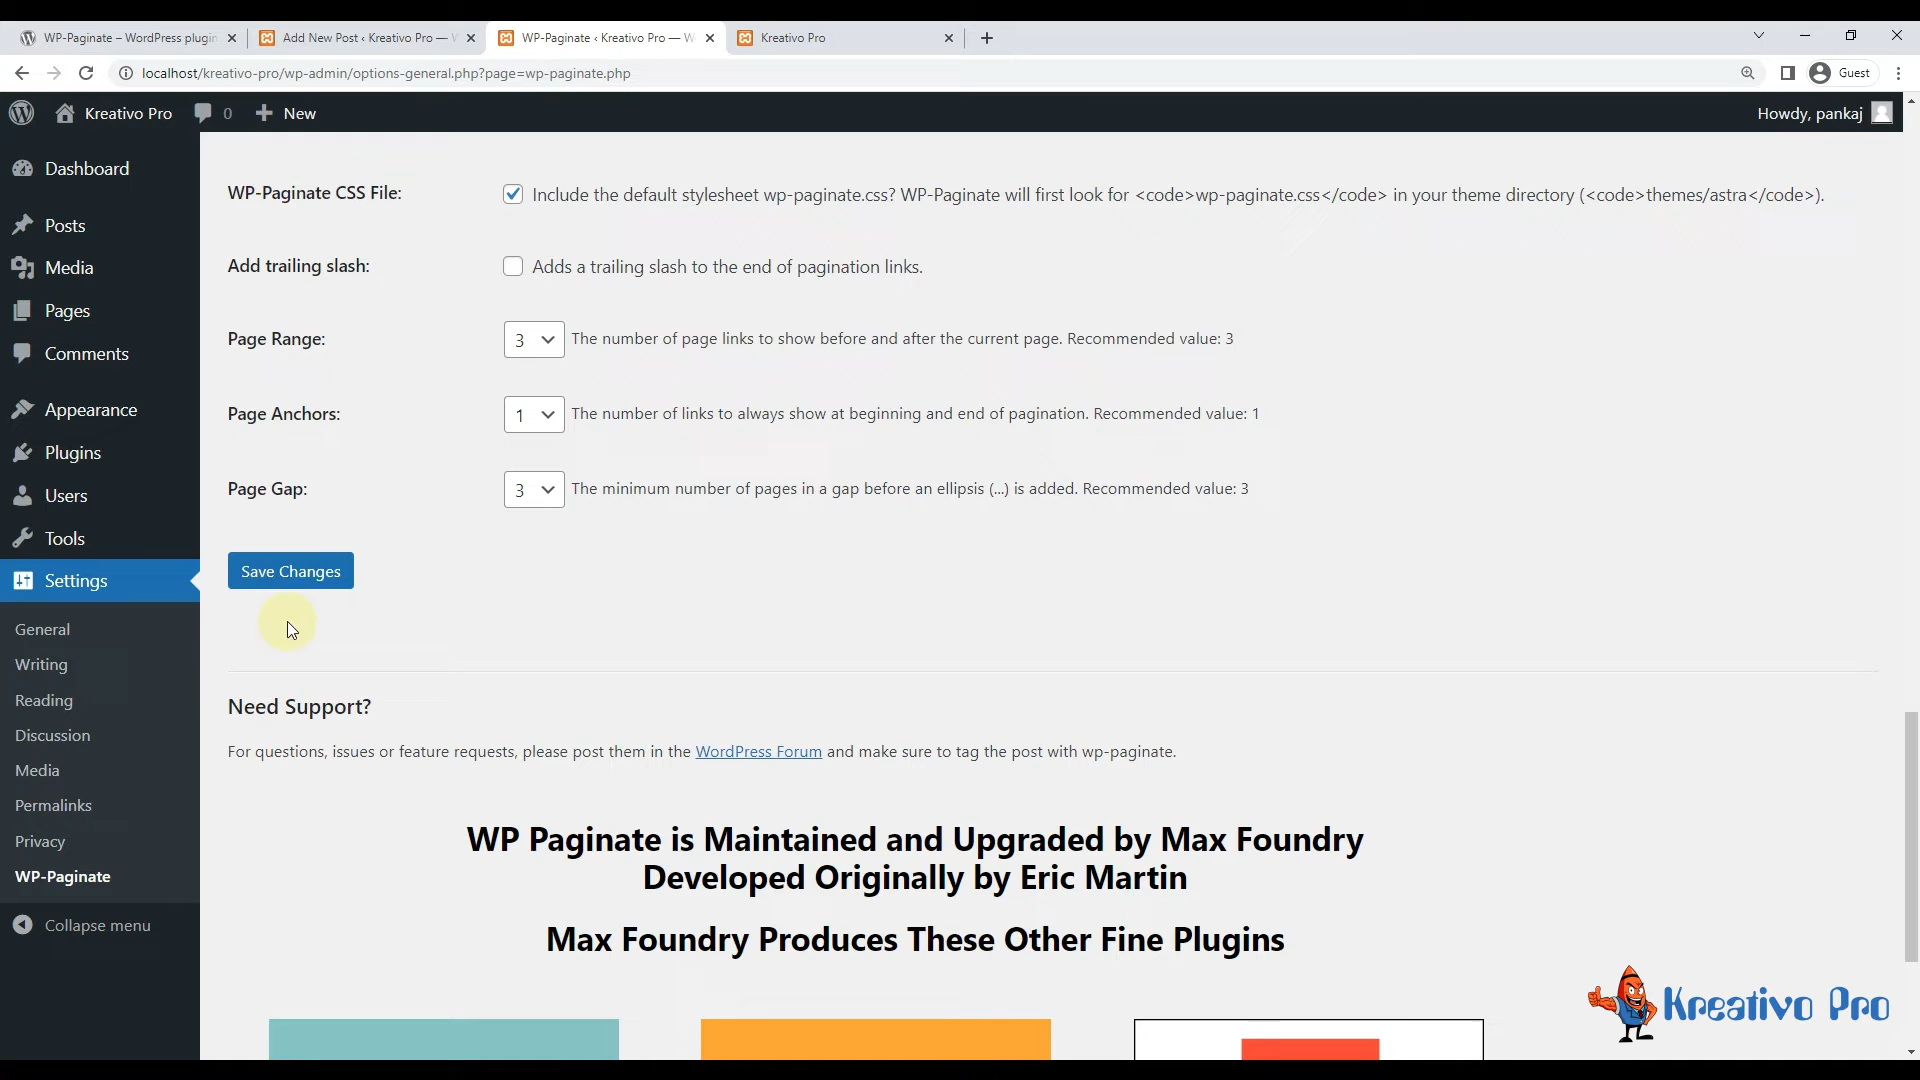 WP-Paginate – WordPress plugin
Add New Post ‹ Kreativo Pro — W
WP-Paginate ‹ Kreativo Pro — W
Kreativo Pro
localhost/kreativo-pro/wp-admin/options-general.php?page=wp-paginate.php
Guest
Kreativo Pro
0
New
Howdy, pankaj
Dashboard
Posts
Media
Pages
Comments
Appearance
Plugins
Users
Tools
Settings
General
Writing
Reading
Discussion
Media
Permalinks
Privacy
WP-Paginate
Collapse menu
WP-Paginate CSS File:
Include the default stylesheet wp-paginate.css? WP-Paginate will first look for <code>wp-paginate.css</code> in your theme directory (<code>themes/astra</code>).
Add trailing slash:
Adds a trailing slash to the end of pagination links.
Page Range:
3
The number of page links to show before and after the current page. Recommended value: 3
Page Anchors:
1
The number of links to always show at beginning and end of pagination. Recommended value: 1
Page Gap:
3
The minimum number of pages in a gap before an ellipsis (...) is added. Recommended value: 3
Save Changes
Need Support?
For questions, issues or feature requests, please post them in the WordPress Forum and make sure to tag the post with wp-paginate.
WP Paginate is Maintained and Upgraded by Max Foundry
Developed Originally by Eric Martin
Max Foundry Produces These Other Fine Plugins
Kreativo Pro